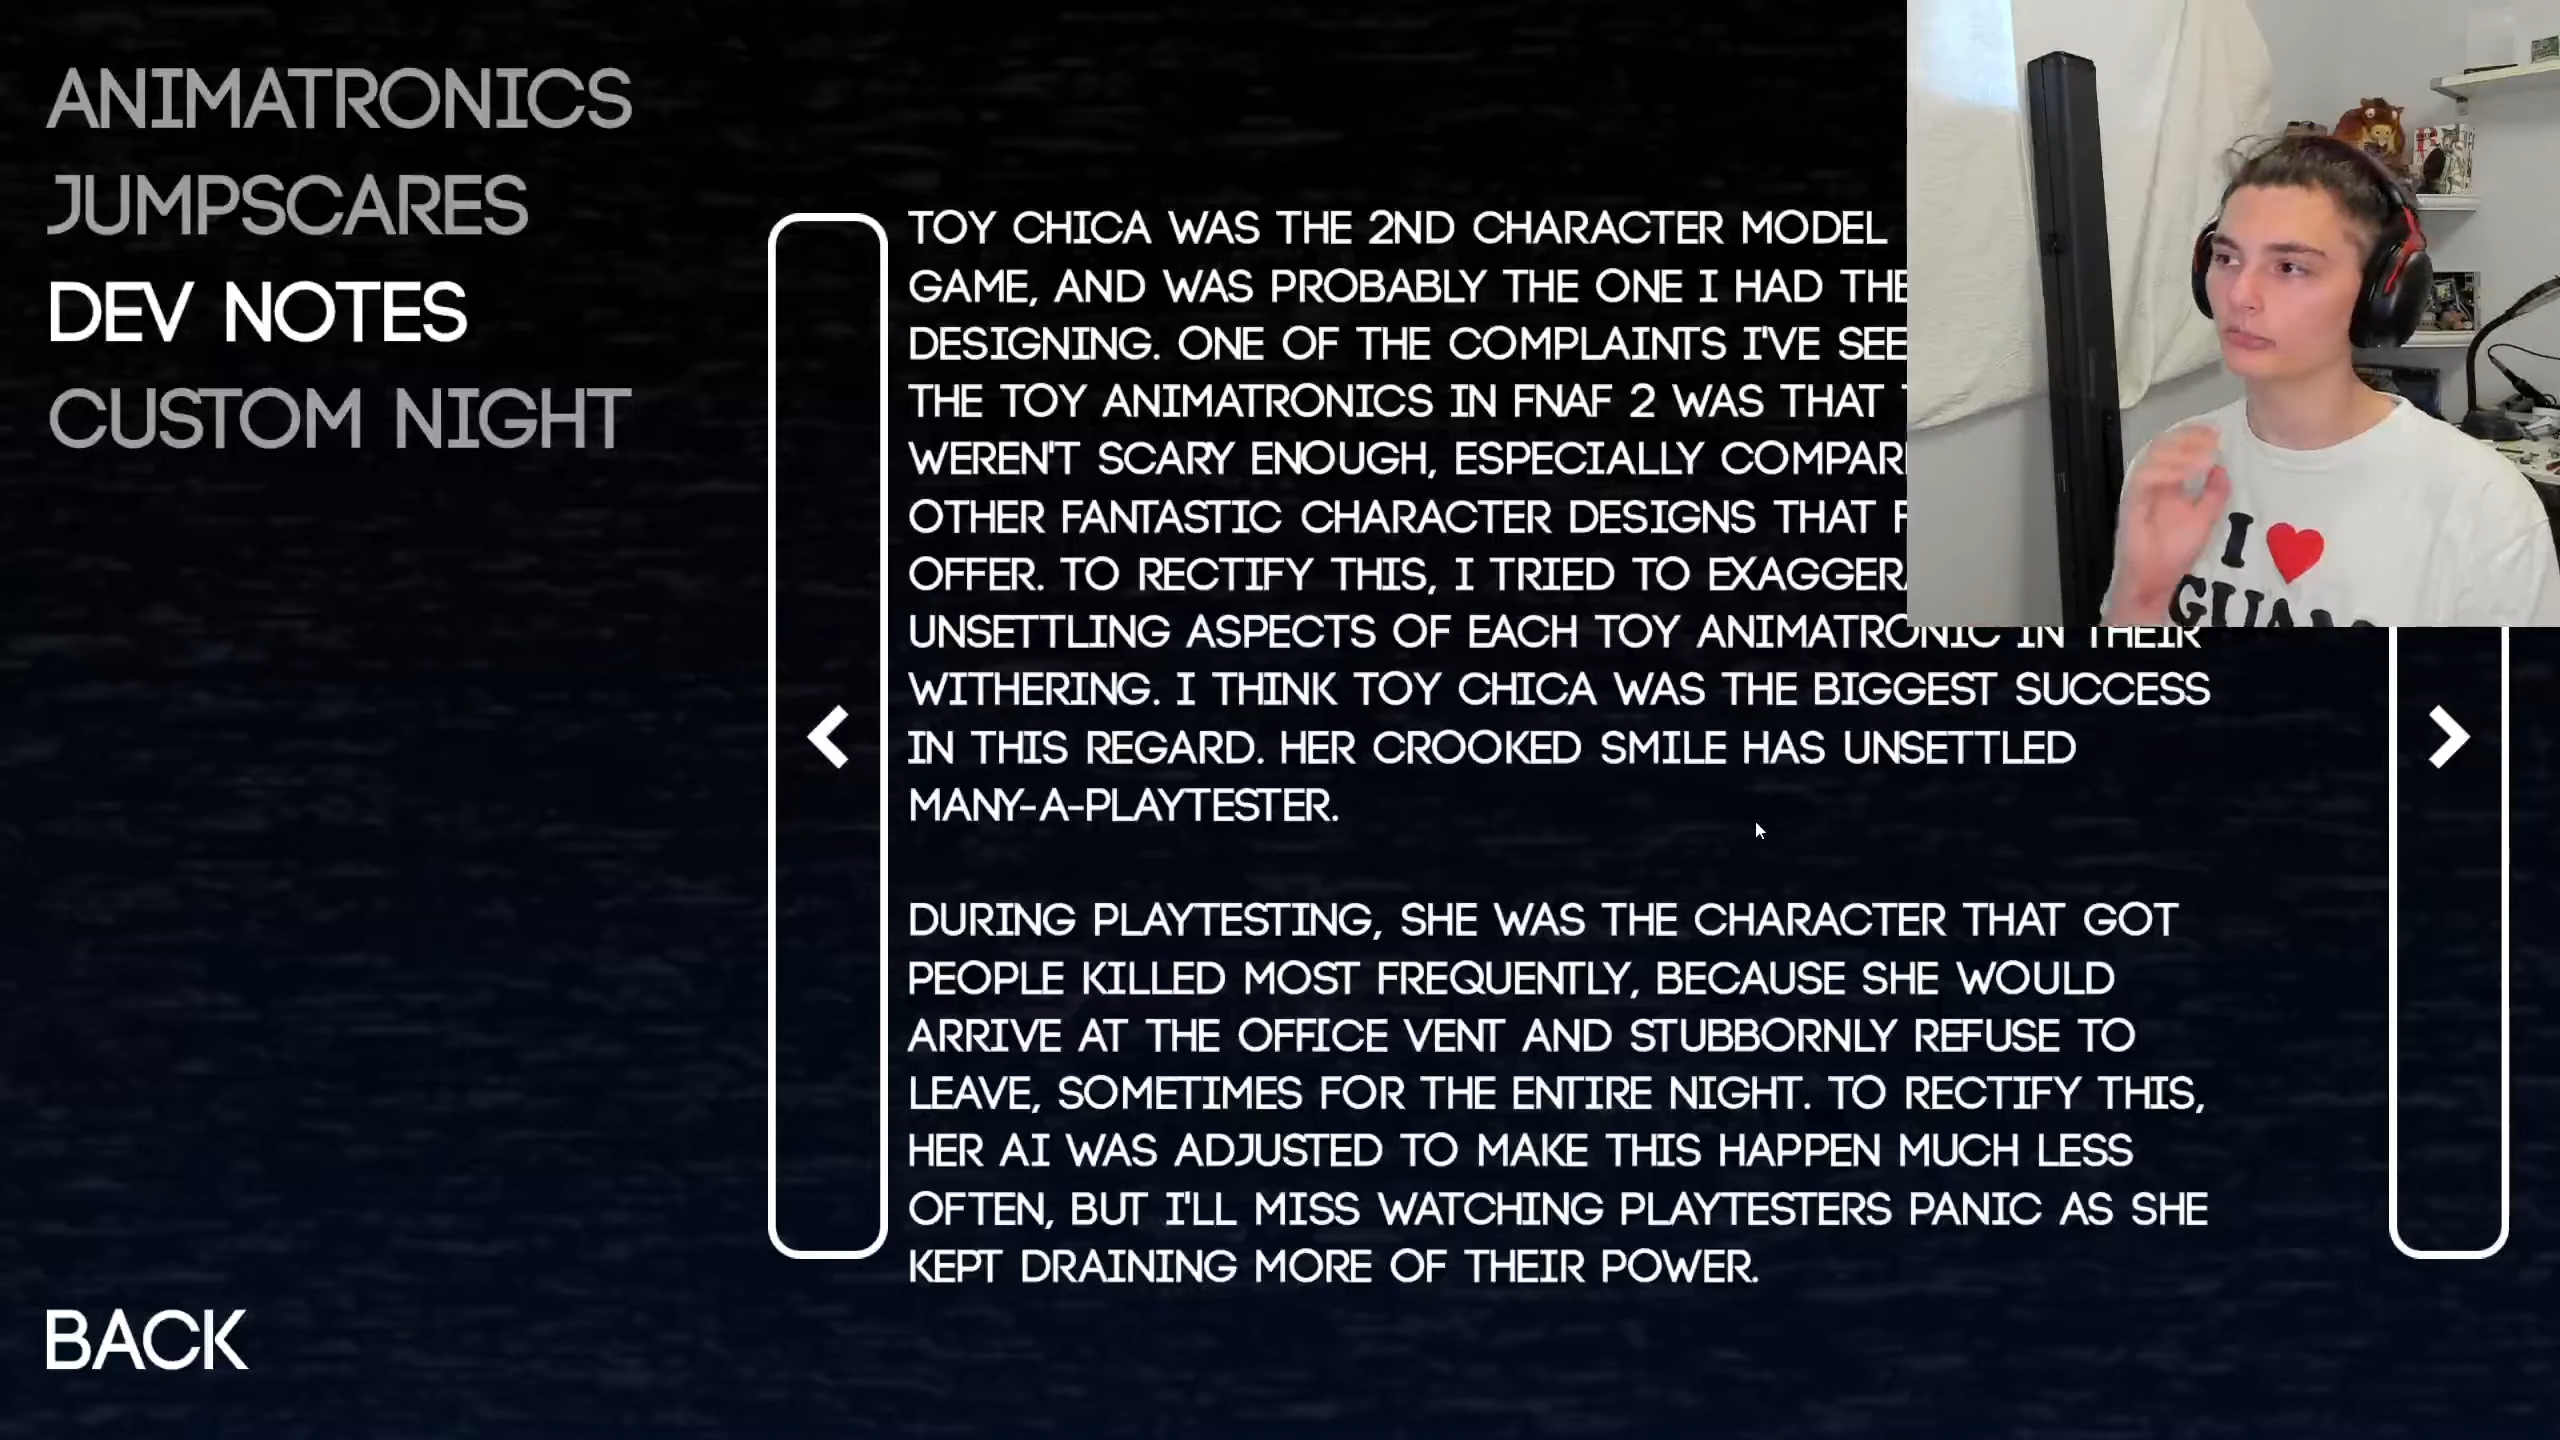 ANIMATRONICS
JUMPSCARES
DEV NOTES
CUSTOM NIGHT
BACK
TOY CHICA WAS THE 2ND CHARACTER MODEL
GAME, AND WAS PROBABLY THE ONE I HAD THE
DESIGNING. ONE OF THE COMPLAINTS I'VE
THE TOY ANIMATRONICS IN FNAF 2 WAS THAT
WEREN'T SCARY ENOUGH, ESPECIALLY
OTHER FANTASTIC CHARACTER DESIGNS THAT
OFFER. TO RECTIFY THIS, I TRIED TO
UNSETTLING ASPECTS OF EACH TOY ANIMATRONIC IN THEIR
WITHERING. I THINK TOY CHICA WAS THE BIGGEST SUCCESS
IN THIS REGARD. HER CROOKED SMILE HAS UNSETTLED
MANY-A-PLAYTESTER.
DURING PLAYTESTING, SHE WAS THE CHARACTER THAT GOT
PEOPLE KILLED MOST FREQUENTLY, BECAUSE SHE WOULD
ARRIVE AT THE OFFICE VENT AND STUBBORNLY REFUSE TO
LEAVE, SOMETIMES FOR THE ENTIRE NIGHT. TO RECTIFY THIS,
HER AI WAS ADJUSTED TO MAKE THIS HAPPEN MUCH LESS
OFTEN, BUT I'LL MISS WATCHING PLAYTESTERS PANIC AS SHE
KEPT DRAINING MORE OF THEIR POWER.
I